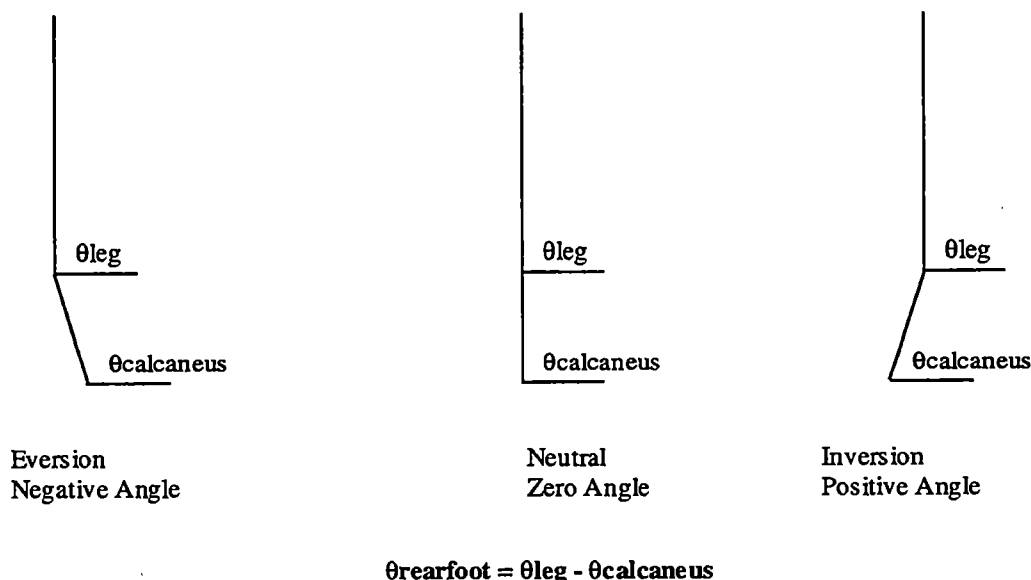 θleg
θcalcaneus
Eversion
Negative Angle
θleg
θcalcaneus
Neutral
Zero Angle
θleg
θcalcaneus
Inversion
Positive Angle
θrearfoot = θleg - θcalcaneus